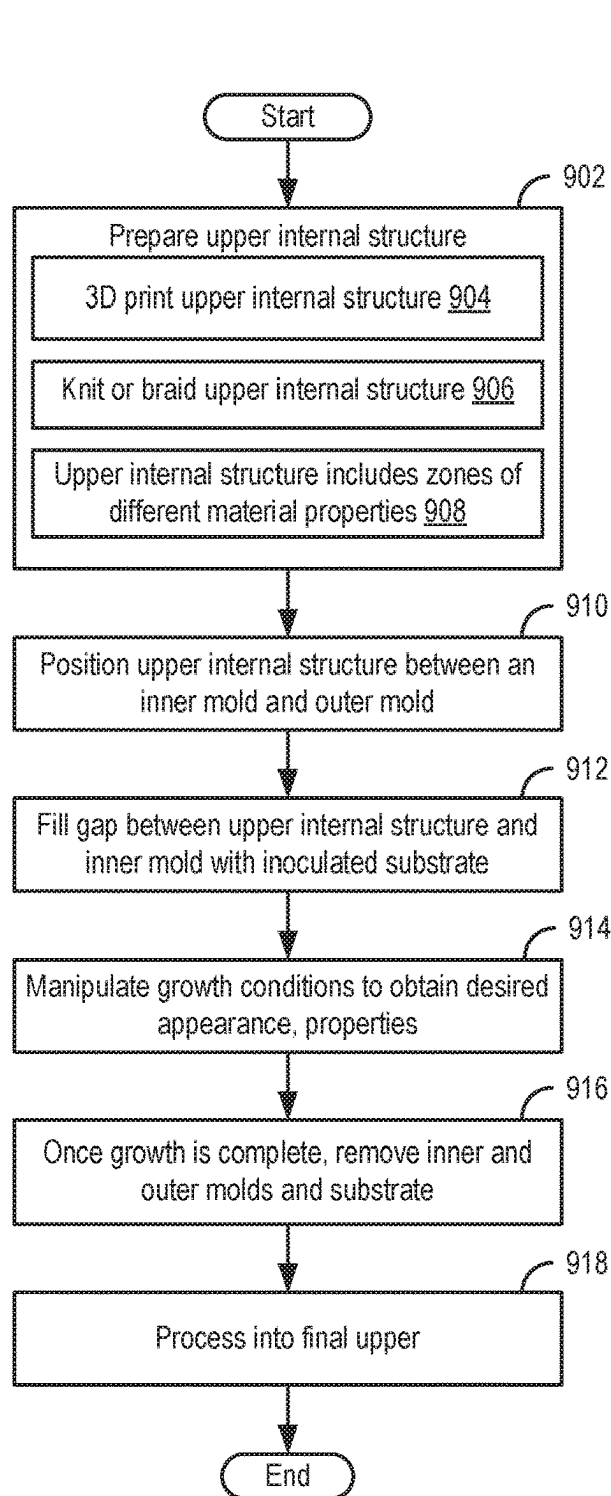 Start
902
Prepare upper internal structure
3D print upper internal structure 904
Knit or braid upper internal structure 906
Upper internal structure includes zones of
different material properties 908
910
Position upper internal structure between an
inner mold and outer mold
912
Fill gap between upper internal structure and
inner mold with inoculated substrate
914
Manipulate growth conditions to obtain desired
appearance, properties
916
Once growth is complete, remove inner and
outer molds and substrate
918
Process into final upper
End